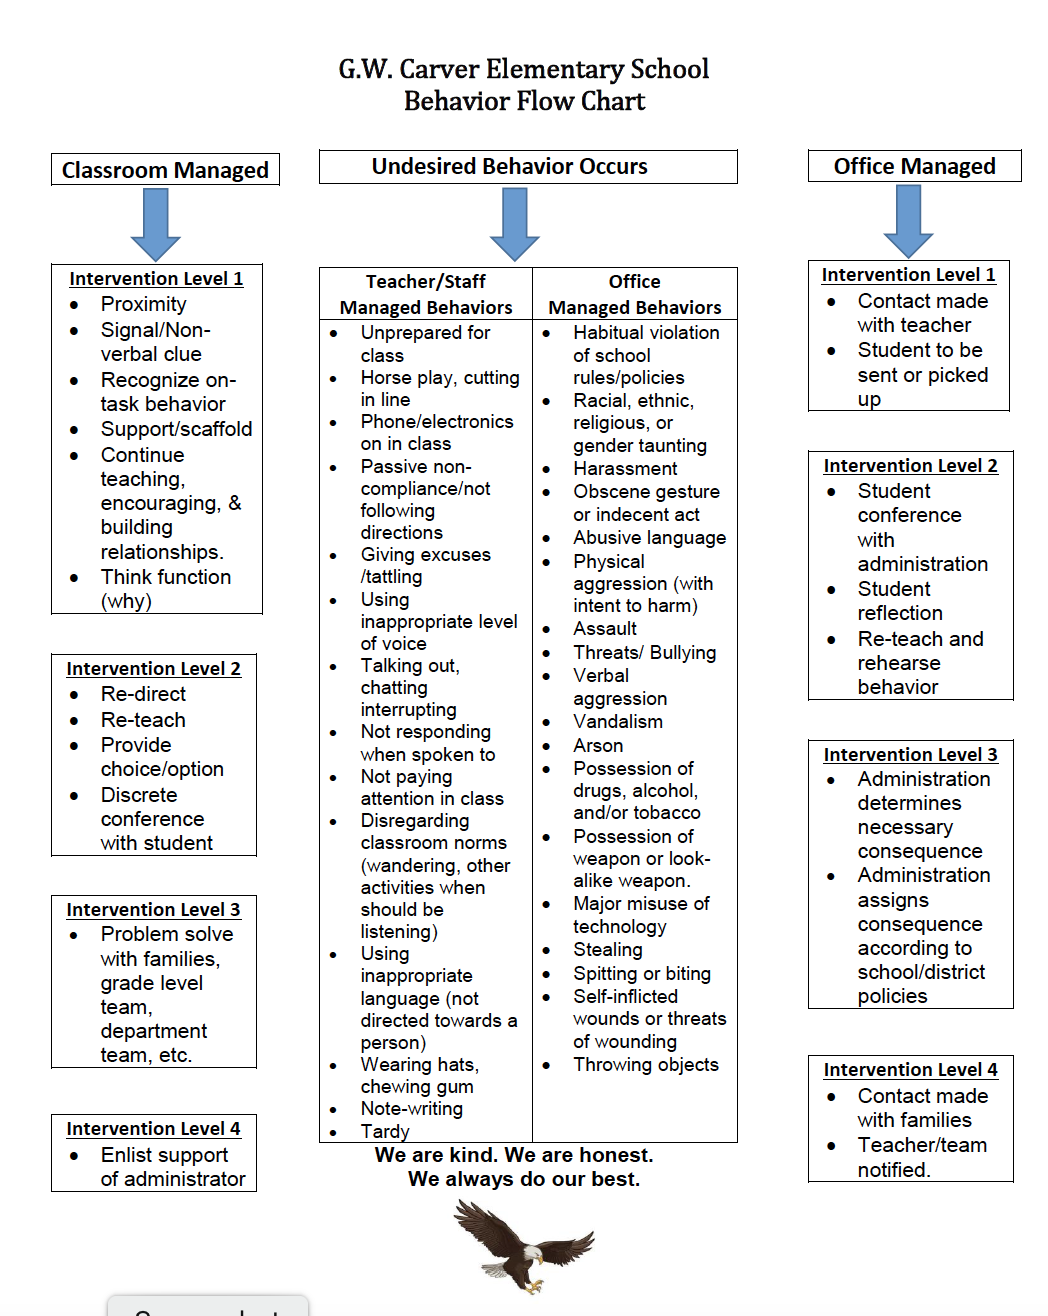 G.W. Carver Elementary School
Behavior Flow Chart
Classroom Managed
Intervention Level 1
• Proximity
• Signal/Non-
verbal clue
• Recognize on-
task behavior
• Support/scaffold
• Continue
teaching,
encouraging, &
building
relationships.
• Think function
(why)
Intervention Level 2
• Re-direct
• Re-teach
• Provide
choice/option
• Discrete
conference
with student
Intervention Level 3
• Problem solve
with families,
grade level
team,
department
team, etc.
Intervention Level 4
• Enlist support
of administrator
Undesired Behavior Occurs
Teacher/Staff
Managed Behaviors
• Unprepared for
class
• Horse play, cutting
in line
• Phone/electronics
on in class
• Passive non-
compliance/not
following
directions
• Giving excuses
/tattling
• Using
inappropriate level
of voice
• Talking out,
chatting
interrupting
• Not responding
when spoken to
• Not paying
attention in class
• Disregarding
classroom norms
(wandering, other
activities when
should be
listening)
• Using
inappropriate
language (not
directed towards a
person)
• Wearing hats,
chewing gum
• Note-writing
• Tardy
Office
Managed Behaviors
• Habitual violation
of school
rules/policies
• Racial, ethnic,
religious, or
gender taunting
• Harassment
• Obscene gesture
or indecent act
• Abusive language
• Physical
aggression (with
intent to harm)
• Assault
• Threats/ Bullying
• Verbal
aggression
• Vandalism
• Arson
• Possession of
drugs, alcohol,
and/or tobacco
• Possession of
weapon or look-
alike weapon.
• Major misuse of
technology
• Stealing
• Spitting or biting
• Self-inflicted
wounds or threats
of wounding
• Throwing objects
We are kind. We are honest.
We always do our best.
Office Managed
Intervention Level 1
• Contact made
with teacher
• Student to be
sent or picked
up
Intervention Level 2
• Student
conference
with
administration
• Student
reflection
• Re-teach and
rehearse
behavior
Intervention Level 3
• Administration
determines
necessary
consequence
• Administration
assigns
consequence
according to
school/district
policies
Intervention Level 4
• Contact made
with families
• Teacher/team
notified.